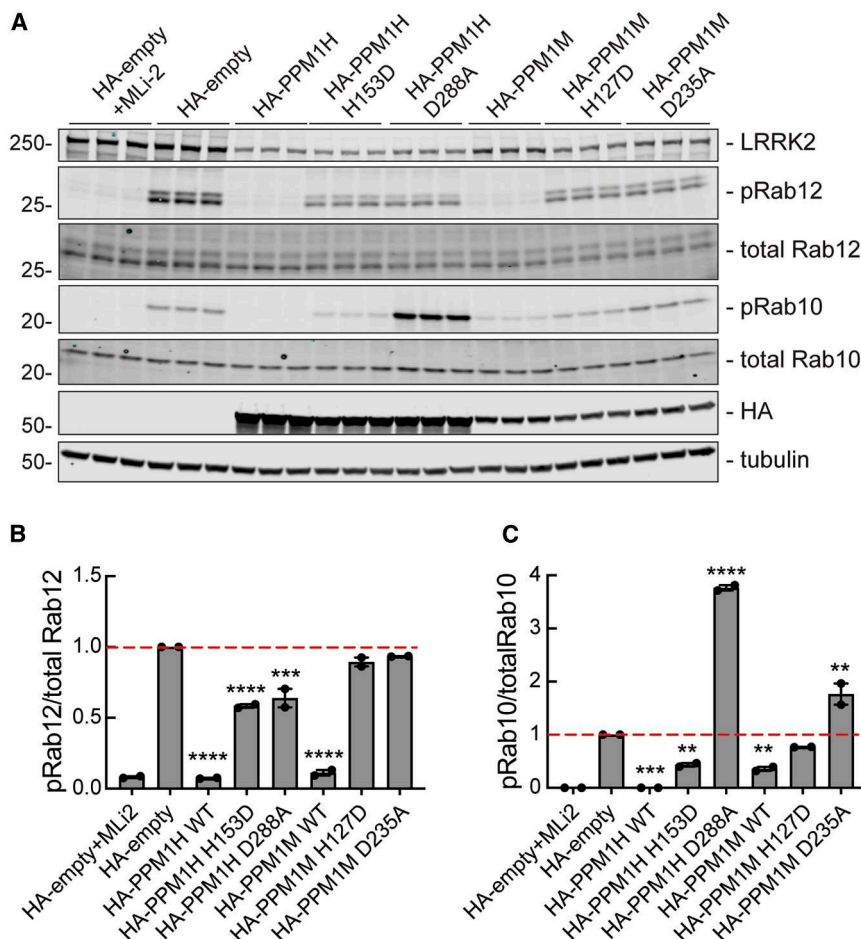 A
HA-empty
+MLi-2
HA-empty
HA-PPM1H
HA-PPM1H
H153D
HA-PPM1H
D288A
HA-PPM1M
HA-PPM1M
H127D
HA-PPM1M
D235A
250- - LRRK2
25- - pRab12
25- - total Rab12
20- - pRab10
20- - total Rab10
50- - HA
50- - tubulin
B
pRab12/total Rab12
1.5
1.0
0.5
0.0
****
****
***
****
HA-empty+MLi2
HA-empty
HA-PPM1H WT
HA-PPM1H H153D
HA-PPM1H D288A
HA-PPM1M WT
HA-PPM1M H127D
HA-PPM1M D235A
C
pRab10/totalRab10
4
3
2
1
0
***
**
****
**
**
HA-empty+MLi2
HA-empty
HA-PPM1H WT
HA-PPM1H H153D
HA-PPM1H D288A
HA-PPM1M WT
HA-PPM1M H127D
HA-PPM1M D235A